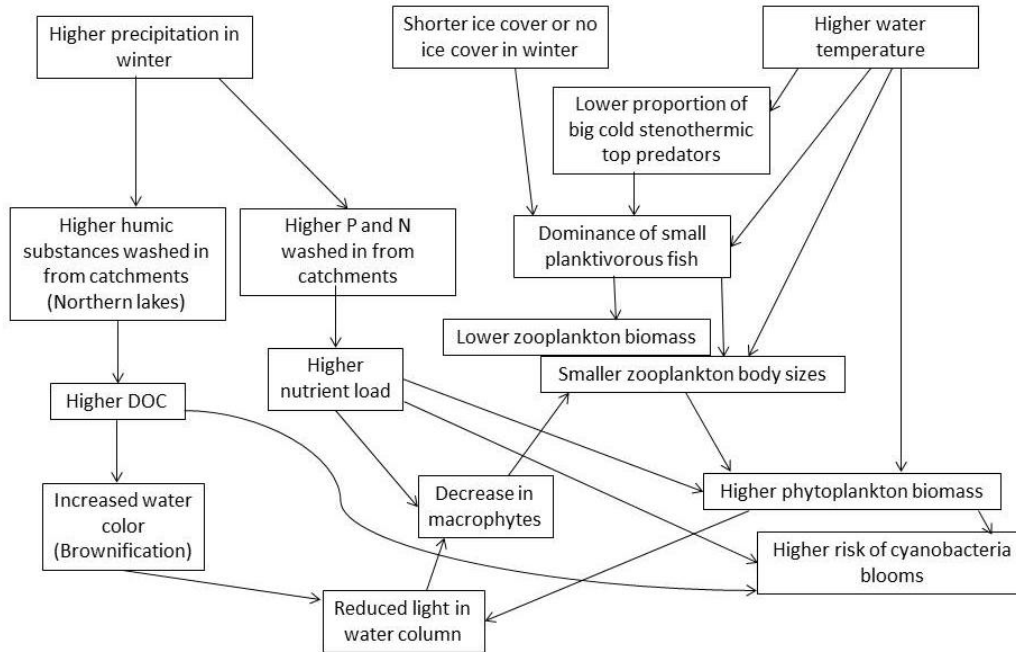 Higher precipitation in
winter
Shorter ice cover or no
ice cover in winter
Higher water
temperature
Lower proportion of
big cold stenothermic
top predators
Higher humic
substances washed in
from catchments
(Northern lakes)
Higher P and N
washed in from
catchments
Dominance of small
planktivorous fish
Lower zooplankton biomass
Smaller zooplankton body sizes
Higher
nutrient load
Higher DOC
Increased water
color
(Brownification)
Decrease in
macrophytes
Higher phytoplankton biomass
Higher risk of cyanobacteria
blooms
Reduced light in
water column